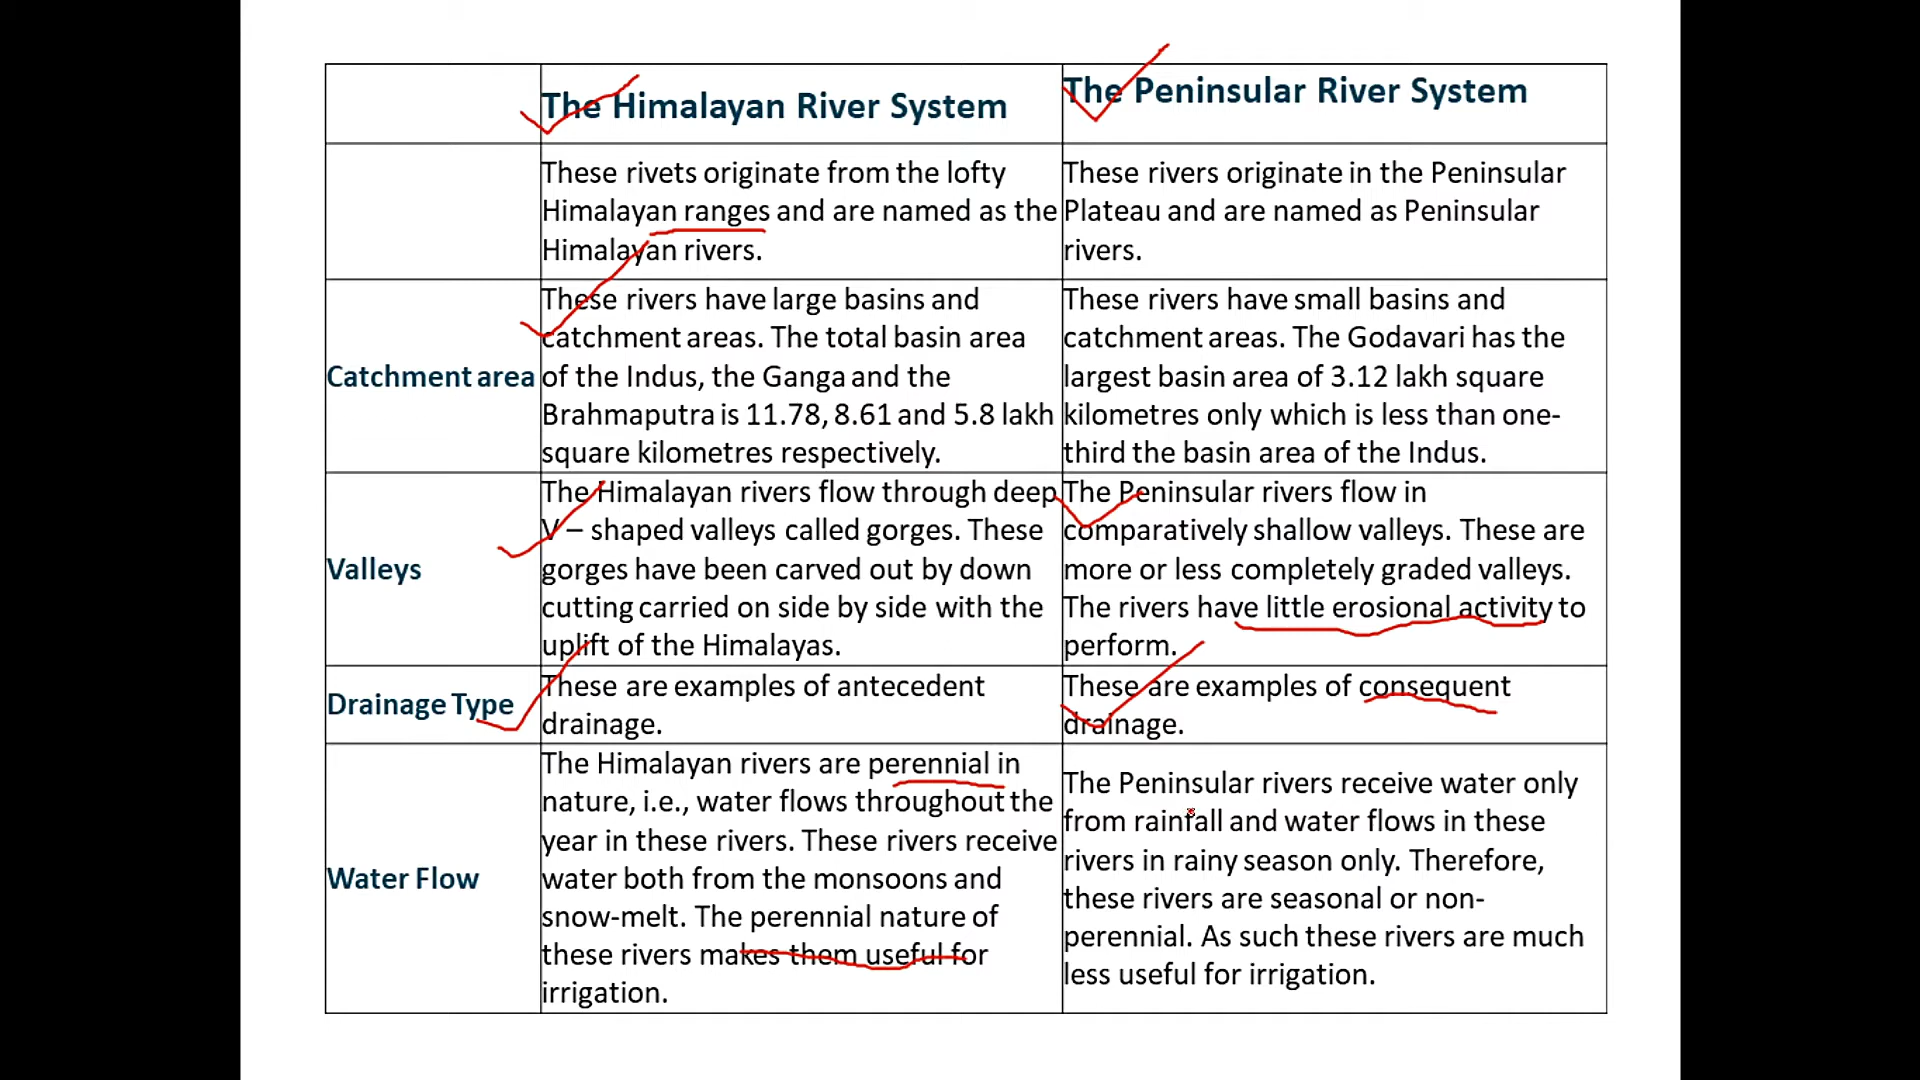 The Himalayan River System
The Peninsular River System
These rivets originate from the lofty
Himalayan ranges and are named as the
Himalayan rivers.
These rivers originate in the Peninsular
Plateau and are named as Peninsular
rivers.
Catchment area
These rivers have large basins and
catchment areas. The total basin area
of the Indus, the Ganga and the
Brahmaputra is 11.78, 8.61 and 5.8 lakh
square kilometres respectively.
These rivers have small basins and
catchment areas. The Godavari has the
largest basin area of 3.12 lakh square
kilometres only which is less than one-
third the basin area of the Indus.
Valleys
The Himalayan rivers flow through deep
V – shaped valleys called gorges. These
gorges have been carved out by down
cutting carried on side by side with the
uplift of the Himalayas.
The Peninsular rivers flow in
comparatively shallow valleys. These are
more or less completely graded valleys.
The rivers have little erosional activity to
perform.
Drainage Type
These are examples of antecedent
drainage.
These are examples of consequent
drainage.
Water Flow
The Himalayan rivers are perennial in
nature, i.e., water flows throughout the
year in these rivers. These rivers receive
water both from the monsoons and
snow-melt. The perennial nature of
these rivers makes them useful for
irrigation.
The Peninsular rivers receive water only
from rainfall and water flows in these
rivers in rainy season only. Therefore,
these rivers are seasonal or non-
perennial. As such these rivers are much
less useful for irrigation.